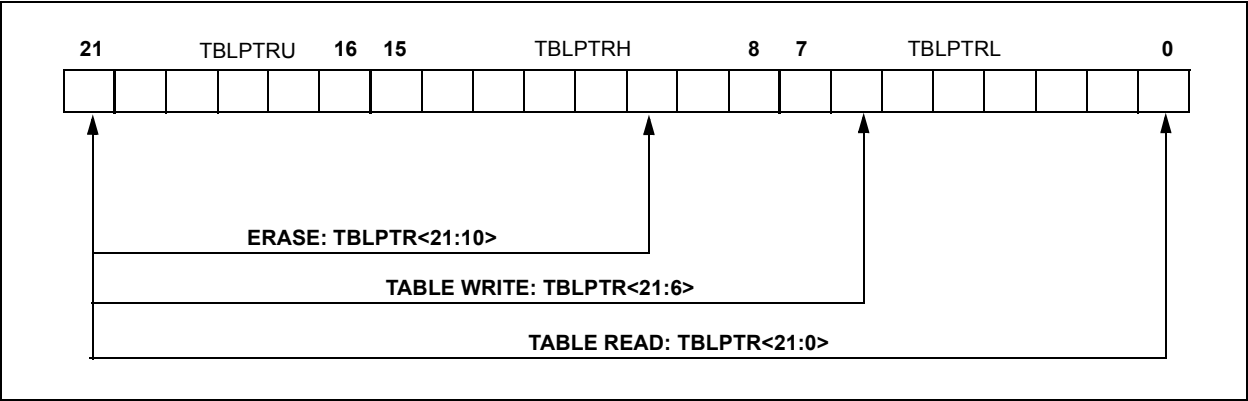 21 TBLPTRU 16 15 TBLPTRH 8 7 TBLPTRL 0
ERASE: TBLPTR<21:10>
TABLE WRITE: TBLPTR<21:6>
TABLE READ: TBLPTR<21:0>